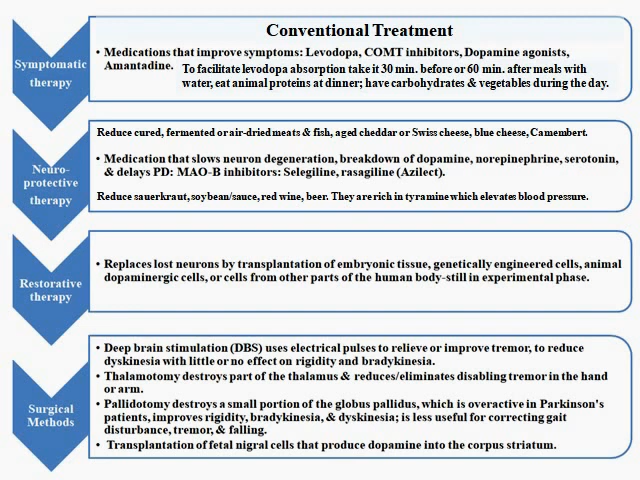 Conventional Treatment
Symptomatic
therapy
• Medications that improve symptoms: Levodopa, COMT inhibitors, Dopamine agonists,
Amantadine. To facilitate levodopa absorption take it 30 min. before or 60 min. after meals with
water, eat animal proteins at dinner; have carbohydrates & vegetables during the day.
Neuro-
protective
therapy
Reduce cured, fermented or air-dried meats & fish, aged cheddar or Swiss cheese, blue cheese, Camembert.
• Medication that slows neuron degeneration, breakdown of dopamine, norepinephrine, serotonin,
& delays PD: MAO-B inhibitors: Selegiline, rasagiline (Azilect).
Reduce sauerkraut, soybean/sauce, red wine, beer. They are rich in tyramine which elevates blood pressure.
Restorative
therapy
• Replaces lost neurons by transplantation of embryonic tissue, genetically engineered cells, animal
dopaminergic cells, or cells from other parts of the human body-still in experimental phase.
Surgical
Methods
• Deep brain stimulation (DBS) uses electrical pulses to relieve or improve tremor, to reduce
dyskinesia with little or no effect on rigidity and bradykinesia.
• Thalamotomy destroys part of the thalamus & reduces/eliminates disabling tremor in the hand
or arm.
• Pallidotomy destroys a small portion of the globus pallidus, which is overactive in Parkinson's
patients, improves rigidity, bradykinesia, & dyskinesia; is less useful for correcting gait
disturbance, tremor, & falling.
• Transplantation of fetal nigral cells that produce dopamine into the corpus striatum.